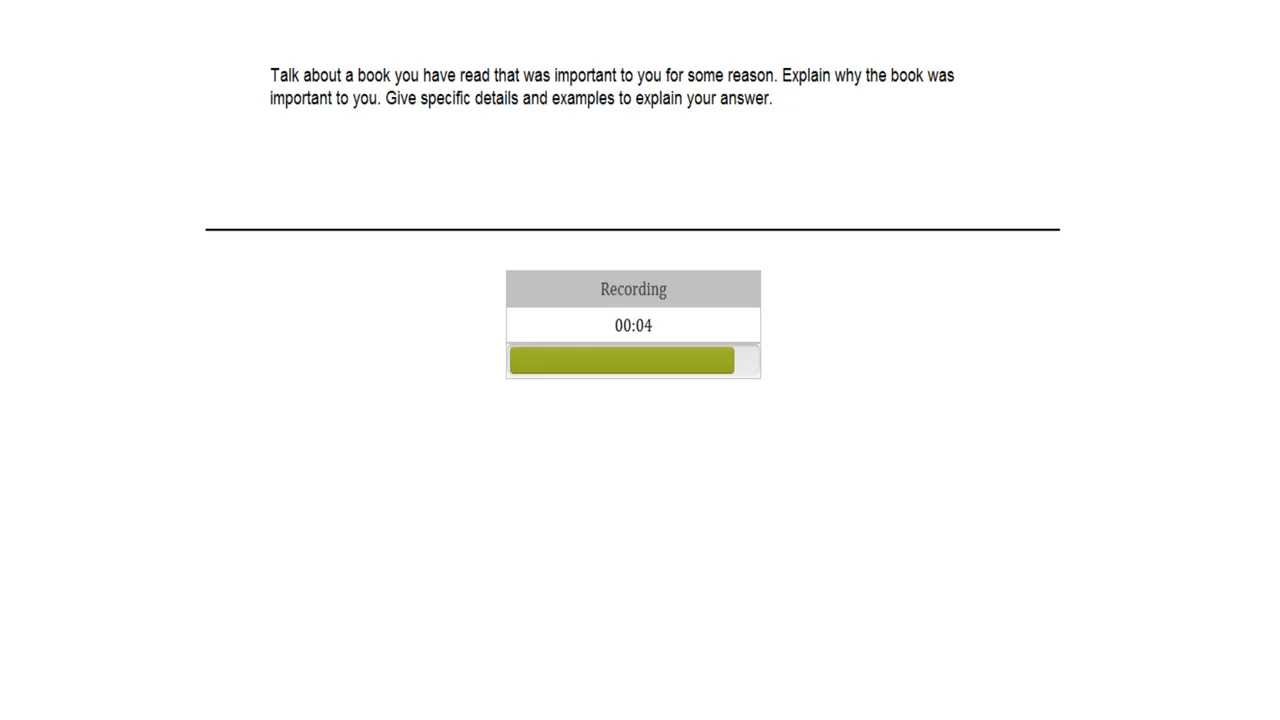 Talk about a book you have read that was important to you for some reason. Explain why the book was
important to you. Give specific details and examples to explain your answer.
Recording
00:04